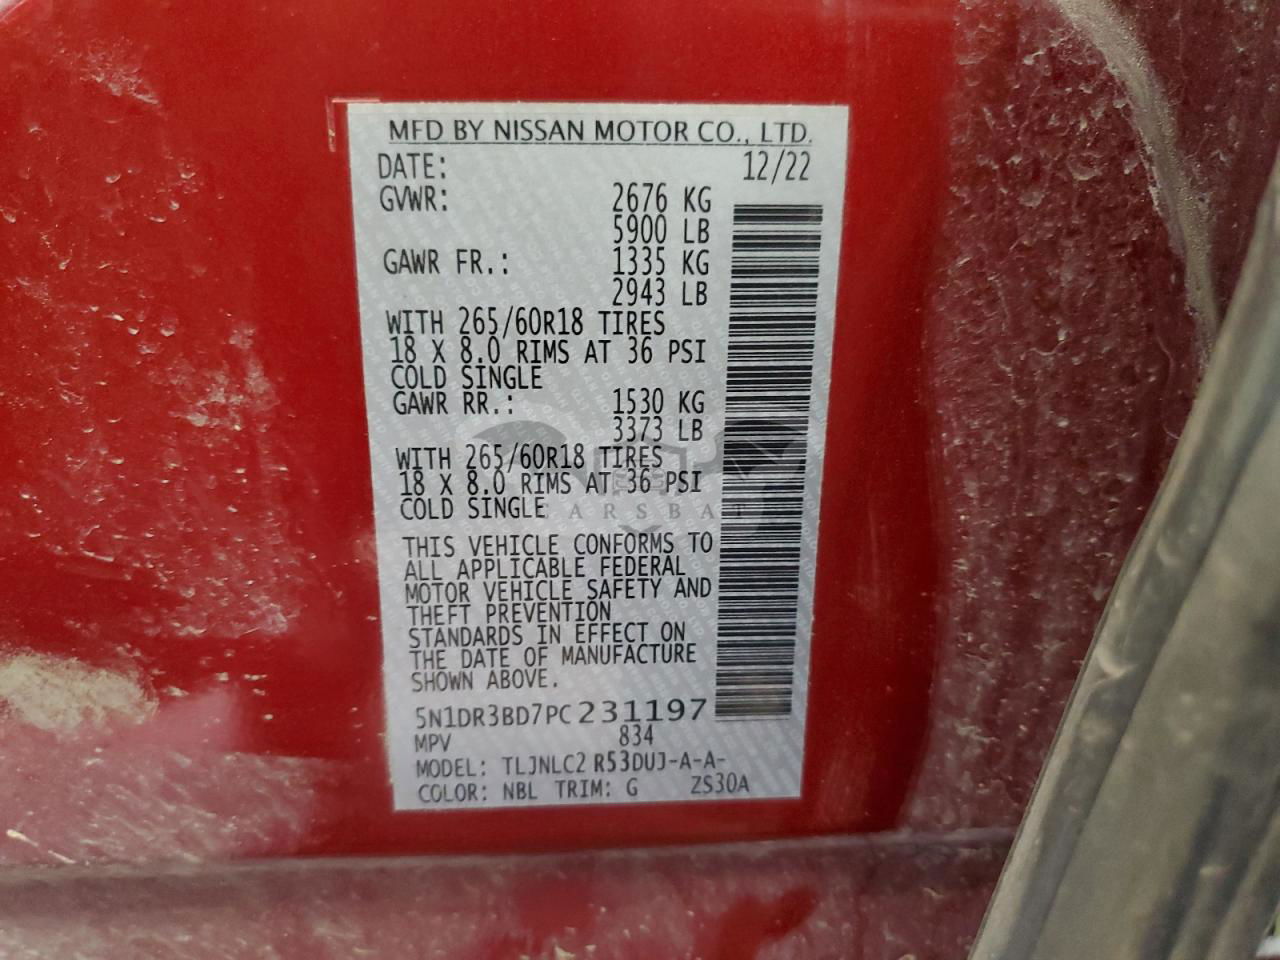 MFD BY NISSAN MOTOR CO., LTD.
DATE: 12/22
GVWR: 2676 KG
5900 LB
GAWR FR.: 1335 KG
2943 LB
WITH 265/60R18 TIRES
18 X 8.0 RIMS AT 36 PSI
COLD SINGLE
GAWR RR.: 1530 KG
3373 LB
WITH 265/60R18 TIRES
18 X 8.0 RIMS AT 36 PSI
COLD SINGLE
CARSBAT
THIS VEHICLE CONFORMS TO
ALL APPLICABLE FEDERAL
MOTOR VEHICLE SAFETY AND
THEFT PREVENTION
STANDARDS IN EFFECT ON
THE DATE OF MANUFACTURE
SHOWN ABOVE.
5N1DR3BD7PC231197
MPV 834
MODEL: TLJNLC2 R53DUJ-A-A-
COLOR: NBL TRIM: G ZS30A